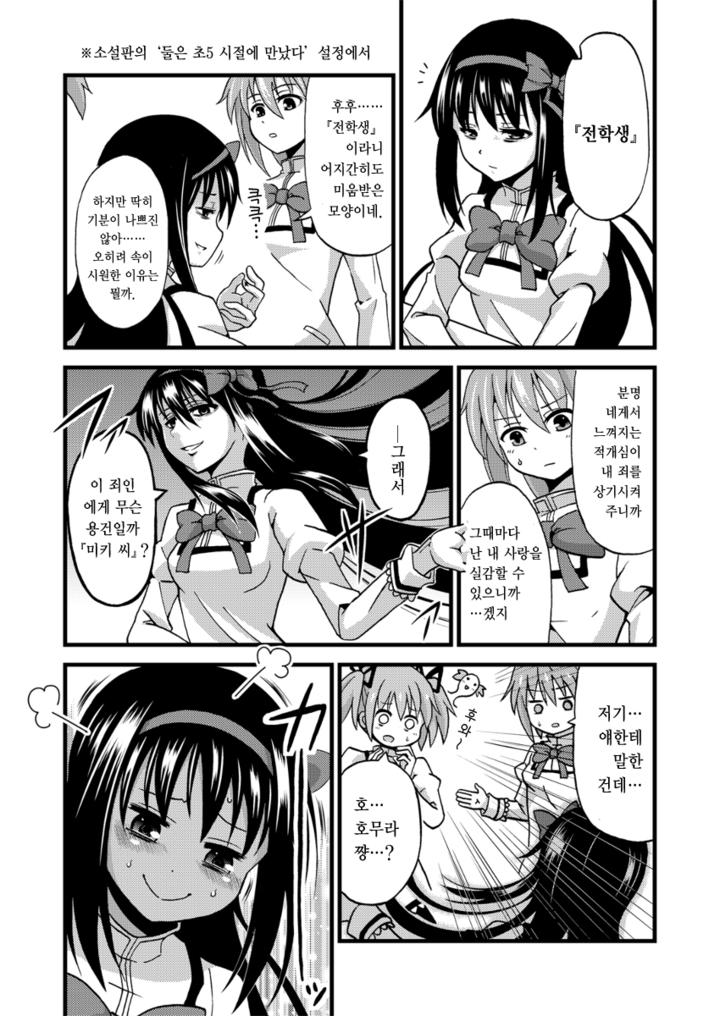 ※소설판의 ‘둘은 초5 시절에 만났다’ 설정에서
『전학생』
후후……
『전학생』
이라니
어지간히도
미움받은
모양이네.
큭큭…
하지만 딱히
기분이 나쁘진
않아……
오히려 속이
시원한 이유는
뭘까.
분명
네게서
느껴지는
적개심이
내 죄를
상기시켜
주니까
그때마다
난 내 사랑을
실감할 수
있으니까
…겠지
―그래서
이 죄인
에게 무슨
용건일까
『미키 씨』?
저기…
얘한테
말한
건데…
후와~
호…
호무라
쨩…?
カァ